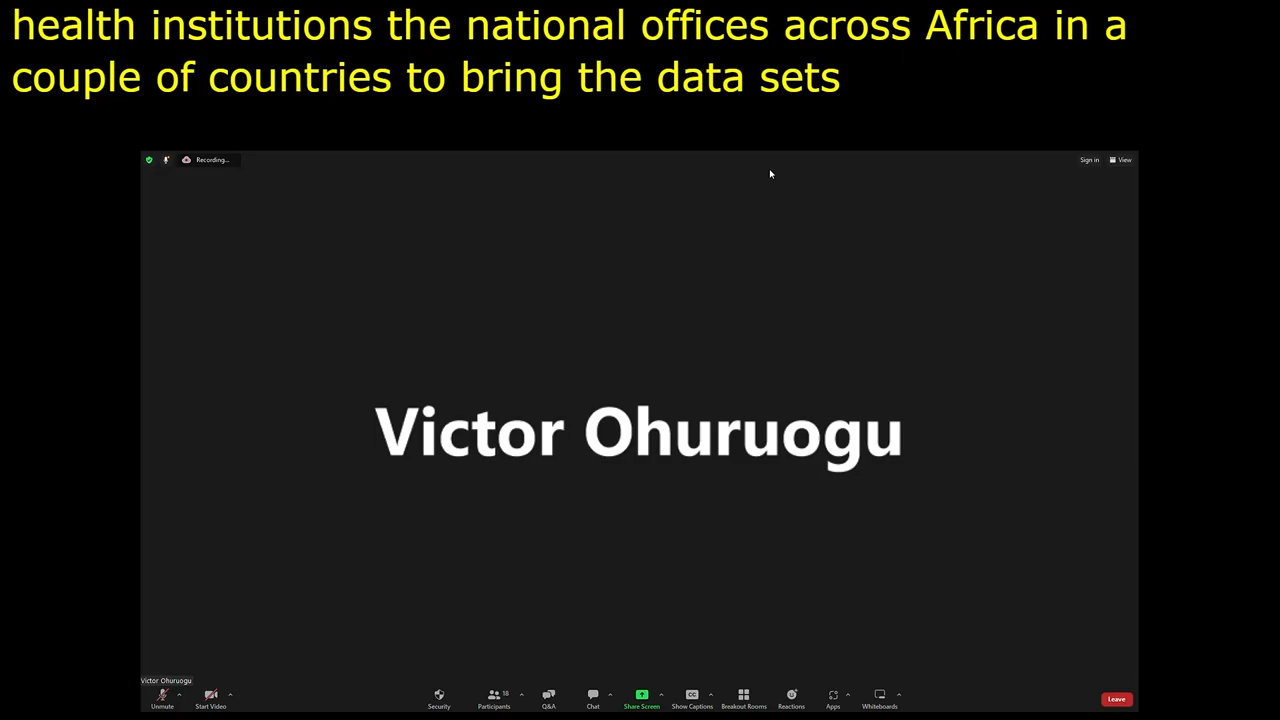 health institutions the national offices across Africa in a
couple of countries to bring the data sets
Recording...
Sign in
View
Victor Ohuruogu
Victor Ohuruogu
Unmute
Start Video
Security
Participants
18
Q&A
Chat
Share Screen
CC
Show Captions
Breakout Rooms
Reactions
Apps
Whiteboards
Leave